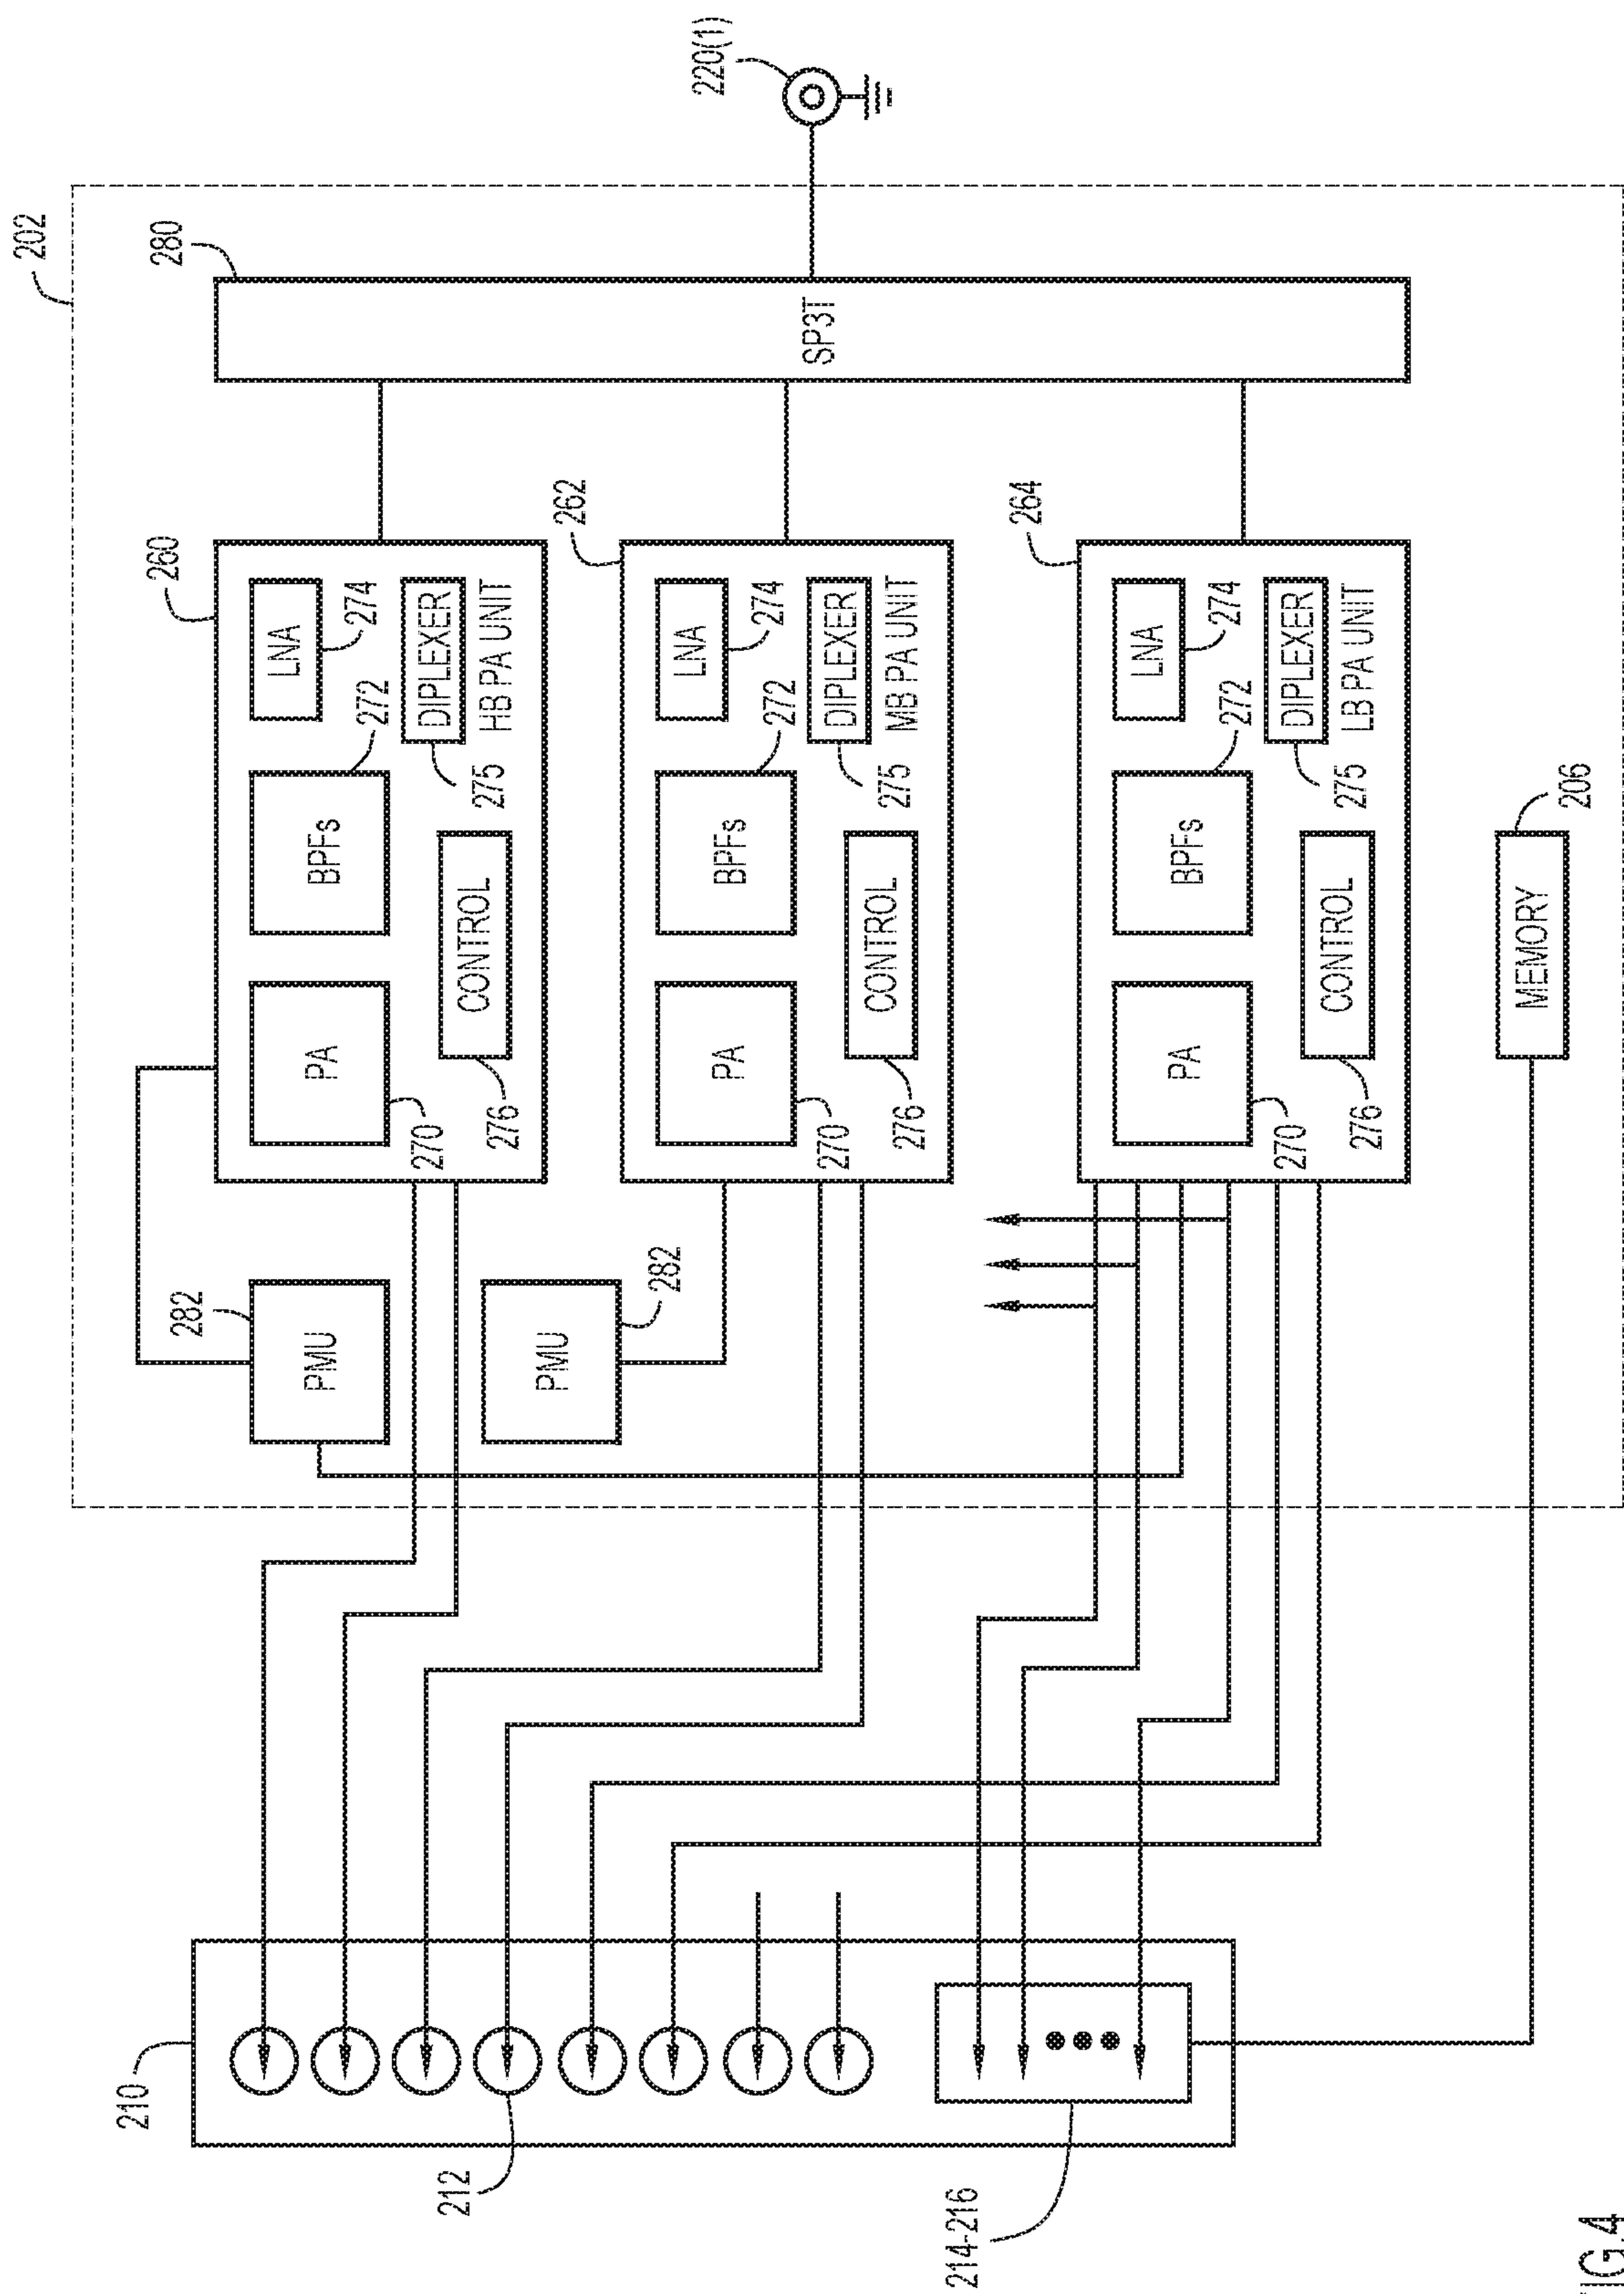 202
280
SP3T
220(1)
260
LNA
274
BPFs
272
DIPLEXER
275
HB PA UNIT
PA
270
CONTROL
276
262
LNA
274
BPFs
272
DIPLEXER
275
MB PA UNIT
PA
270
CONTROL
276
264
LNA
274
BPFs
272
DIPLEXER
275
LB PA UNIT
PA
270
CONTROL
276
282
PMU
PMU
282
MEMORY
206
210
212
214-216
FIG.4